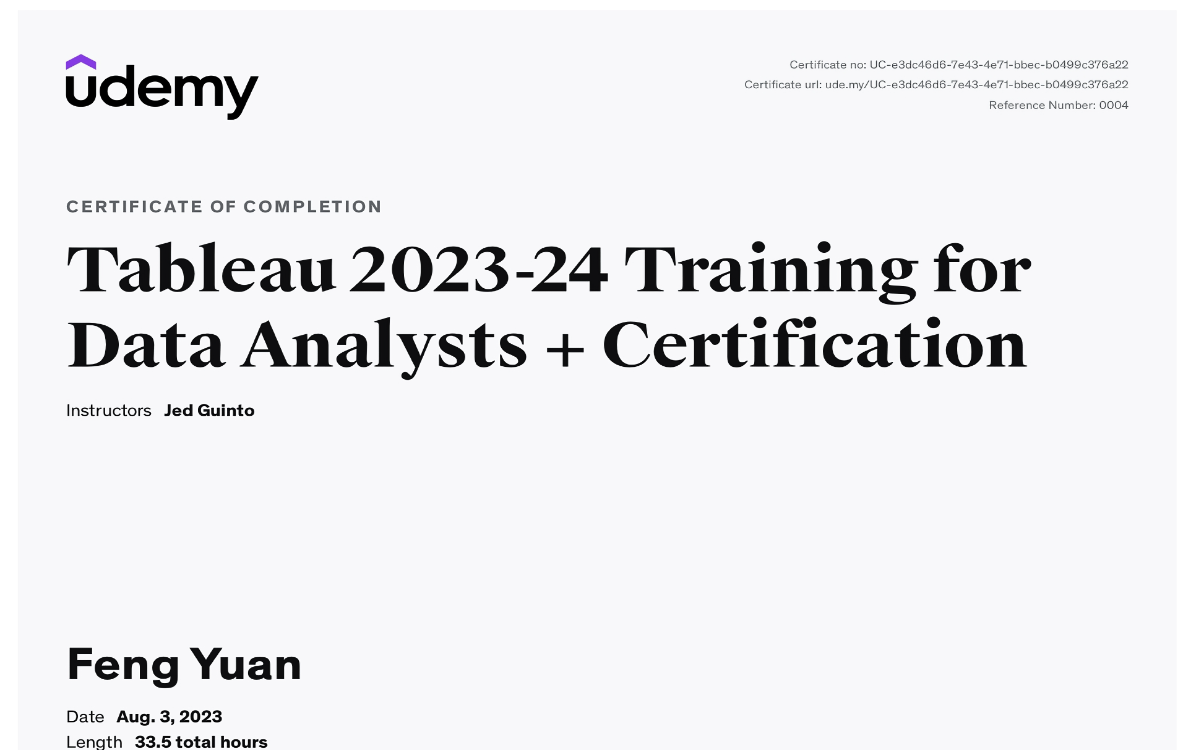 udemy
Certificate no: UC-e3dc46d6-7e43-4e71-bbec-b0499c376a22
Certificate url: ude.my/UC-e3dc46d6-7e43-4e71-bbec-b0499c376a22
Reference Number: 0004
CERTIFICATE OF COMPLETION
Tableau 2023-24 Training for
Data Analysts + Certification
Instructors Jed Guinto
Feng Yuan
Date Aug. 3, 2023
Length 33.5 total hours